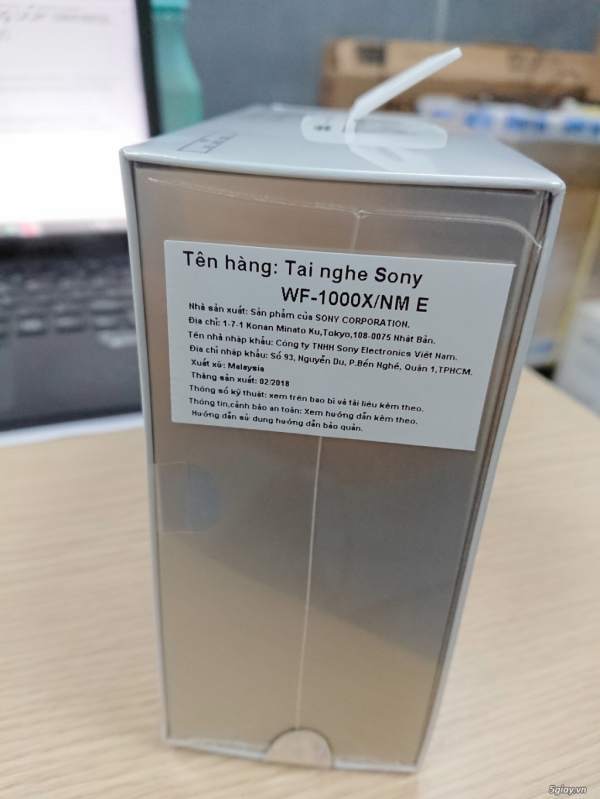 Tên hàng: Tai nghe Sony
WF-1000X/NM E
Nhà sản xuất: Sản phẩm của SONY CORPORATION.
Địa chỉ: 1-7-1 Konan Minato Ku,Tokyo,108-0075 Nhật Bản.
Tên nhà nhập khẩu: Công ty TNHH Sony Electronics Việt Nam.
Địa chỉ nhập khẩu: Số 93, Nguyễn Du, P.Bến Nghé, Quận 1,TPHCM.
Xuất xứ: Malaysia
Tháng sản xuất: 02/2018
Thông số kỹ thuật: xem trên bao bì và tài liệu kèm theo.
Thông tin,cảnh báo an toàn: Xem hướng dẫn kèm theo.
Hướng dẫn sử dụng hướng dẫn bảo quản.
5giay.vn